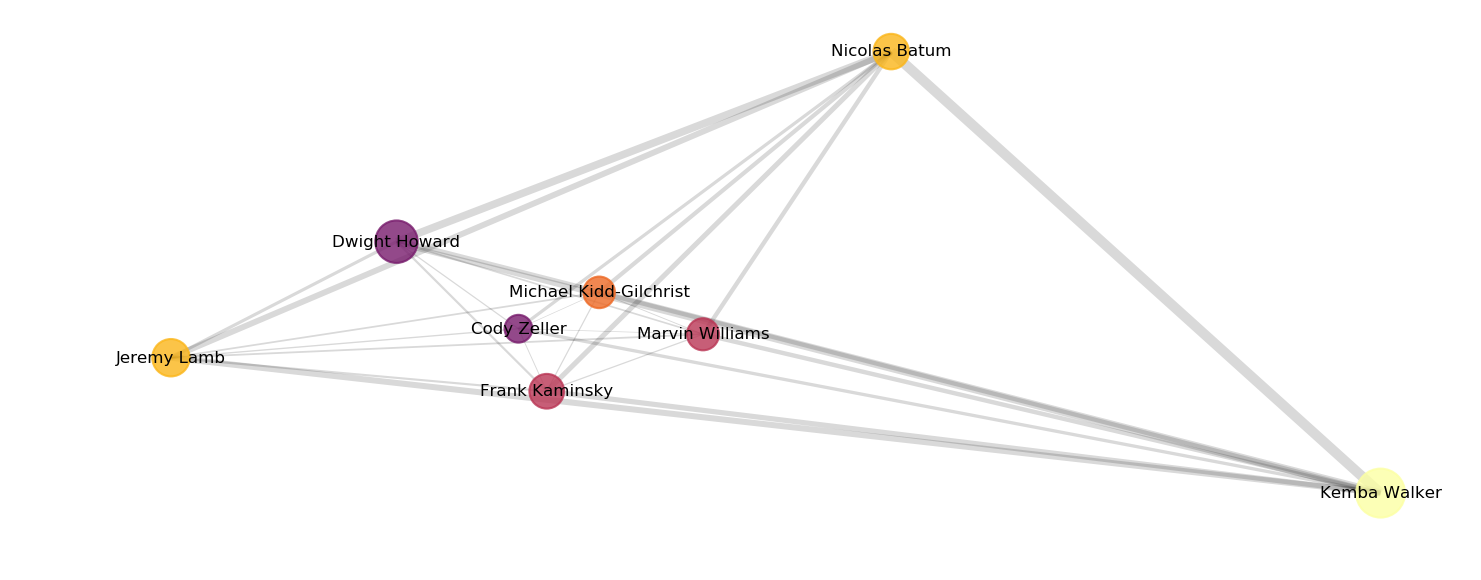 Nicolas Batum
Dwight Howard
Michael Kidd-Gilchrist
Cody Zeller
Marvin Williams
Jeremy Lamb
Frank Kaminsky
Kemba Walker